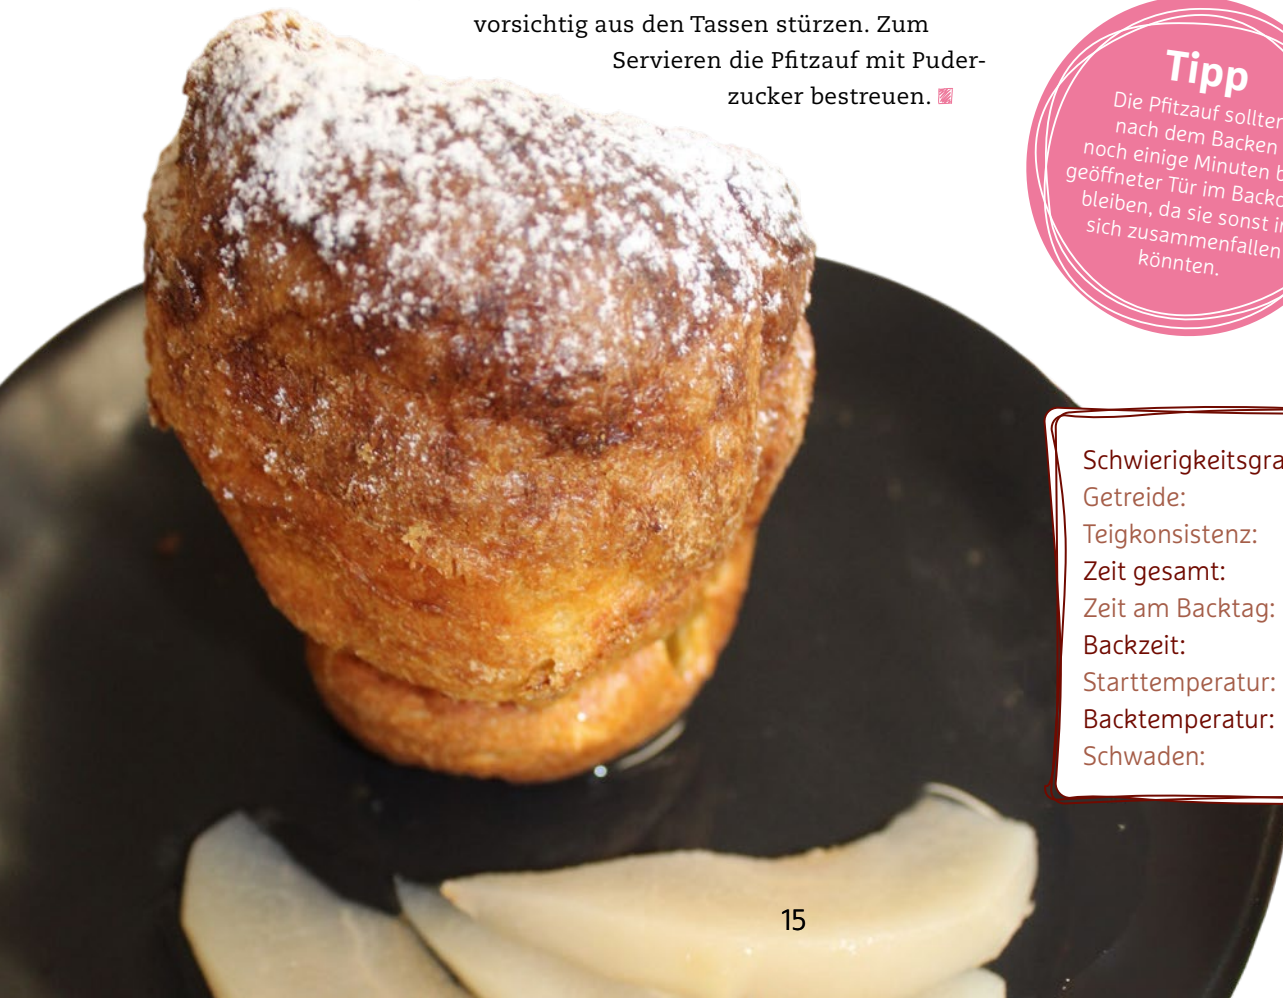 vorsichtig aus den Tassen stürzen. Zum
Servieren die Pfitzauf mit Puder-
zucker bestreuen.
Tipp
Die Pfitzauf sollten
nach dem Backen
noch einige Minuten
geöffneter Tür im
bleiben, da sie sonst
sich zusammenfallen
könnten.
Getreide:
Teigkonsistenz:
Zeit gesamt:
Zeit am Backtag:
Backzeit:
Starttemperatur:
Backtemperatur:
Schwaden:
15